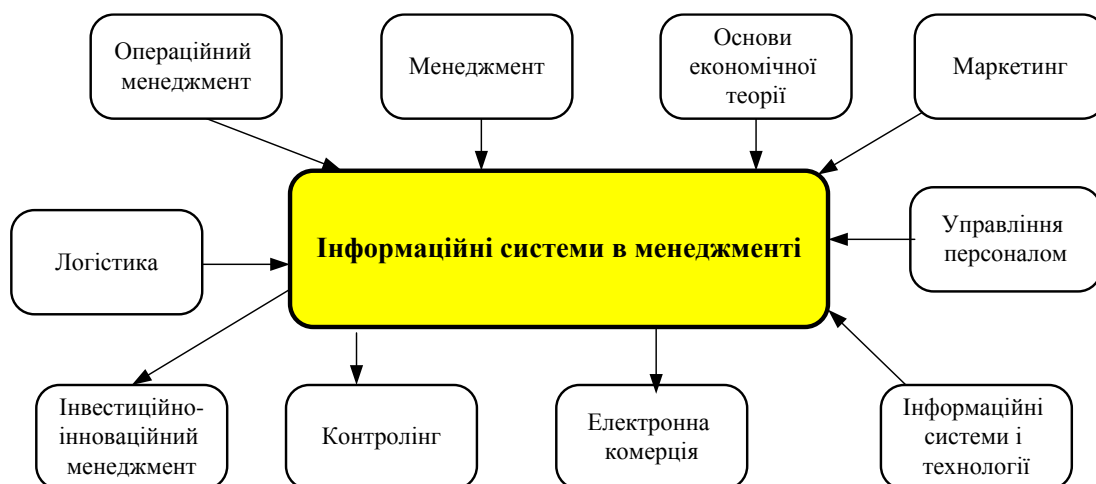 Операційний
менеджмент
Менеджмент
Основи
економічної
теорії
Маркетинг
Логістика
Інформаційні системи в менеджменті
Управління
персоналом
Інвестиційно-
інноваційний
менеджмент
Контролінг
Електронна
комерція
Інформаційні
системи і
технології